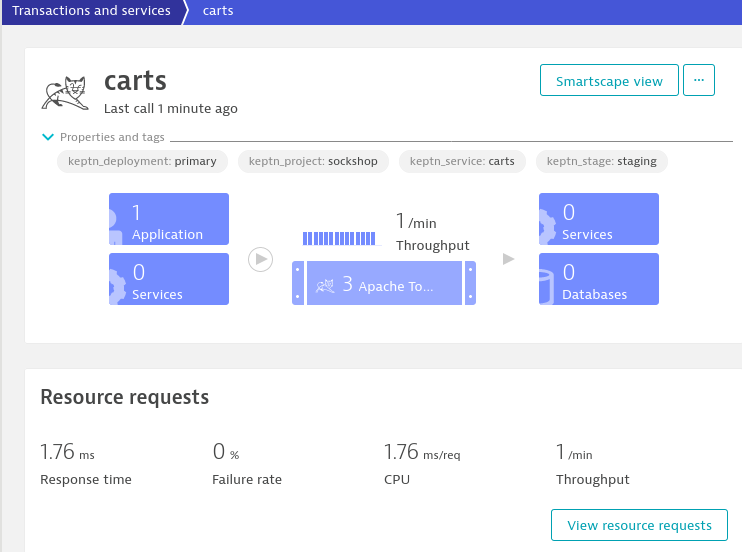 Transactions and services
carts
carts
Last call 1 minute ago
Smartscape view
...
Properties and tags
keptn_deployment: primary
keptn_project: sockshop
keptn_service: carts
keptn_stage: staging
1
Application
0
Services
1 /min
Throughput
3 Apache To...
0
Services
0
Databases
Resource requests
1.76 ms
Response time
0 %
Failure rate
1.76 ms/req
CPU
1 /min
Throughput
View resource requests